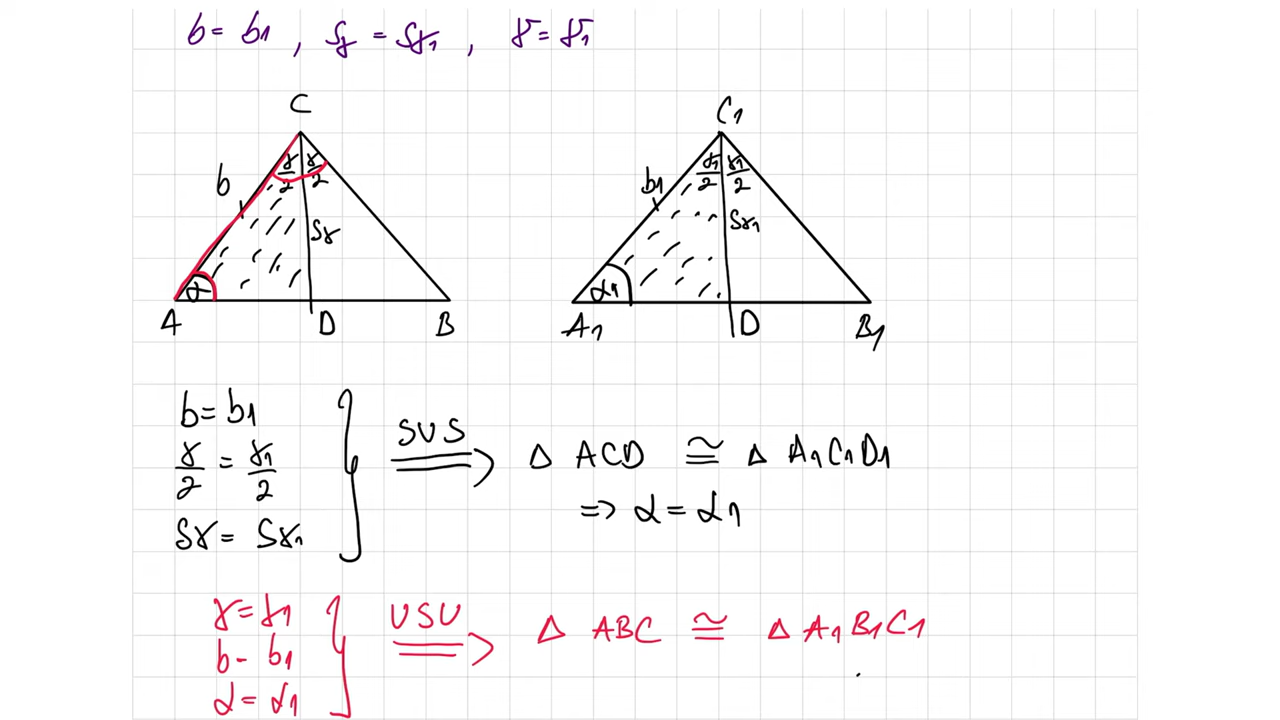 b = b1 , sγ = sγ1 , γ = γ1
C
C1
γ/2 γ/2
γ1/2 γ1/2
b
b1
sγ
sγ1
α
α1
A D B
A1 D B1
b = b1
γ/2 = γ1/2
sγ = sγ1
SUS
⟹ Δ ACD ≅ Δ A1C1D1
⇒ α = α1
γ = γ1
b - b1
α = α1
USU
⟹ Δ ABC ≅ Δ A1B1C1